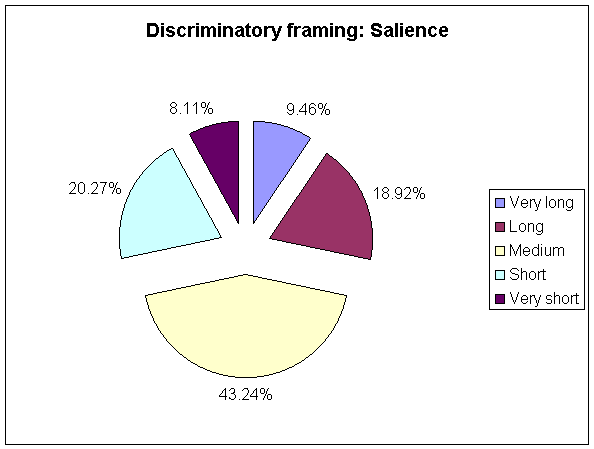 Discriminatory framing: Salience
8.11%
9.46%
20.27%
18.92%
43.24%
Very long
Long
Medium
Short
Very short